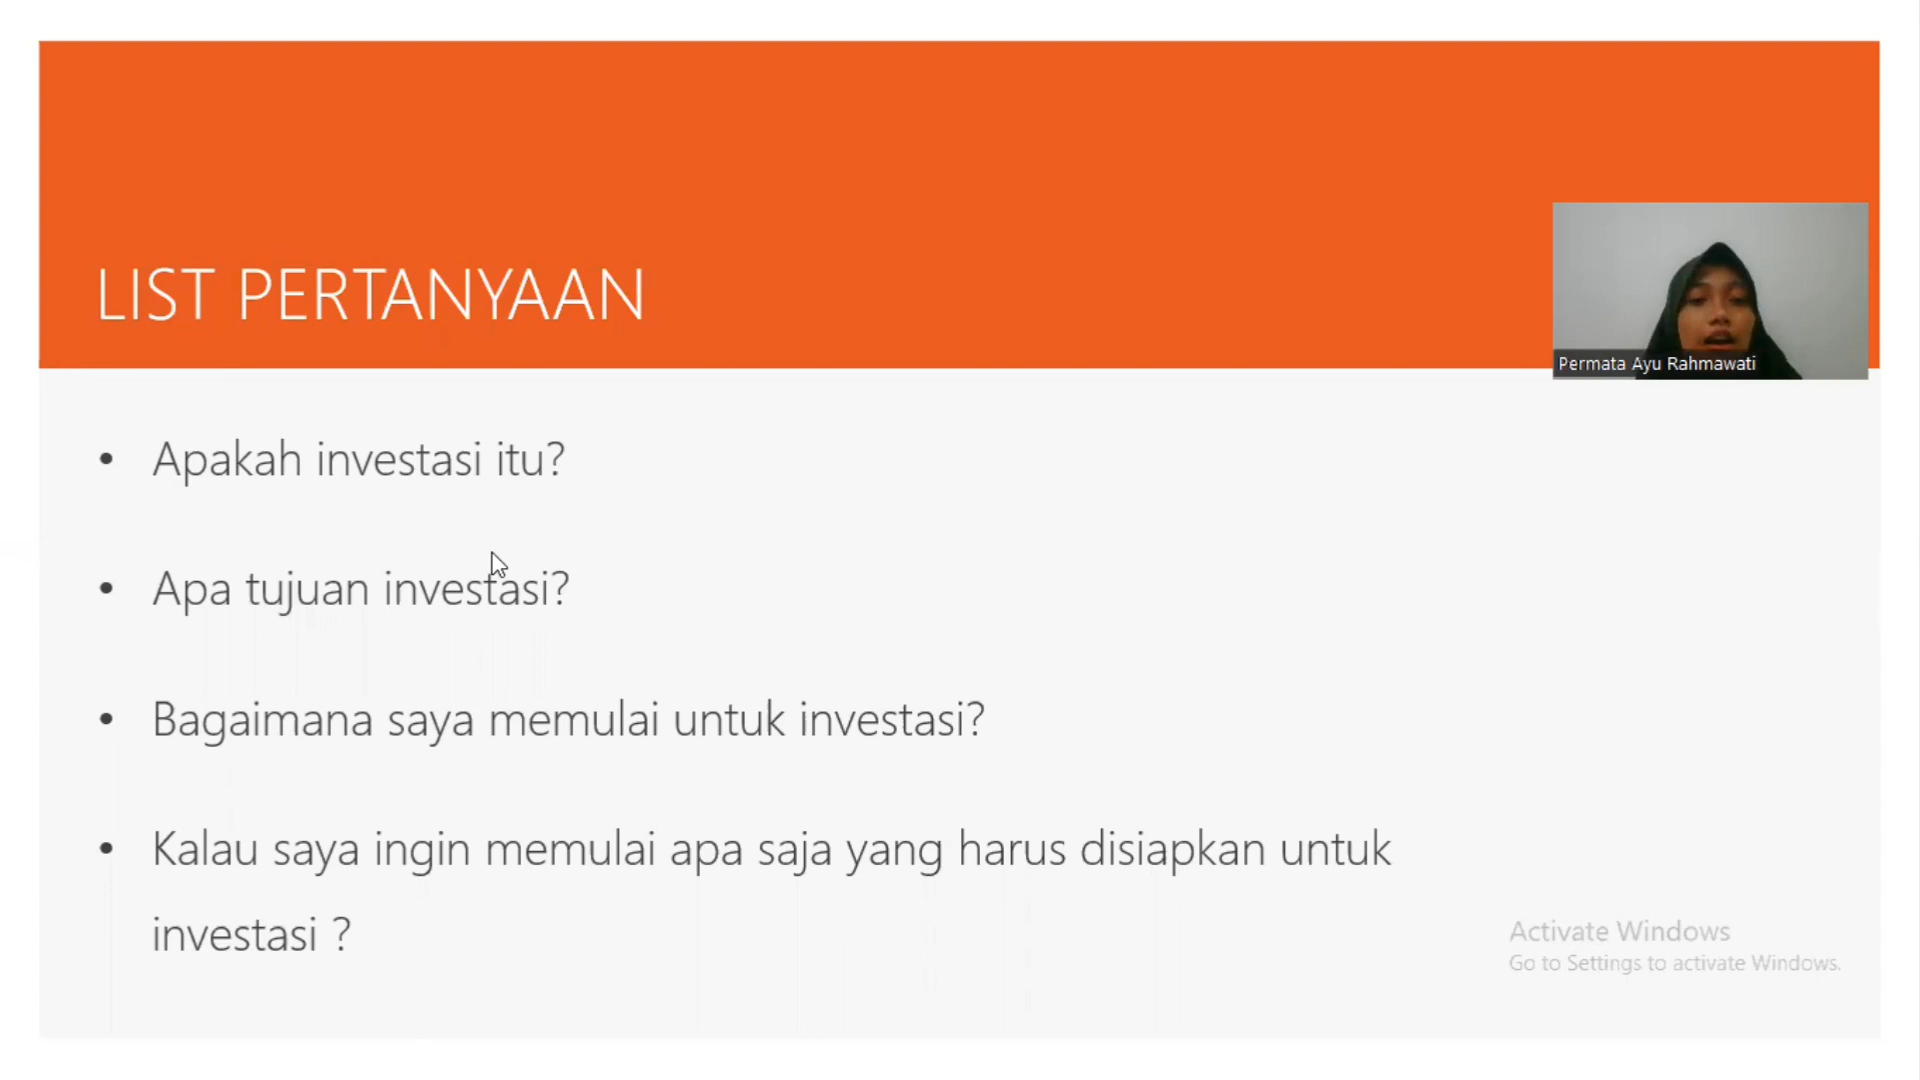 LIST PERTANYAAN
Permata Ayu Rahmawati
• Apakah investasi itu?
• Apa tujuan investasi?
• Bagaimana saya memulai untuk investasi?
• Kalau saya ingin memulai apa saja yang harus disiapkan untuk
investasi ?
Activate Windows
Go to Settings to activate Windows.